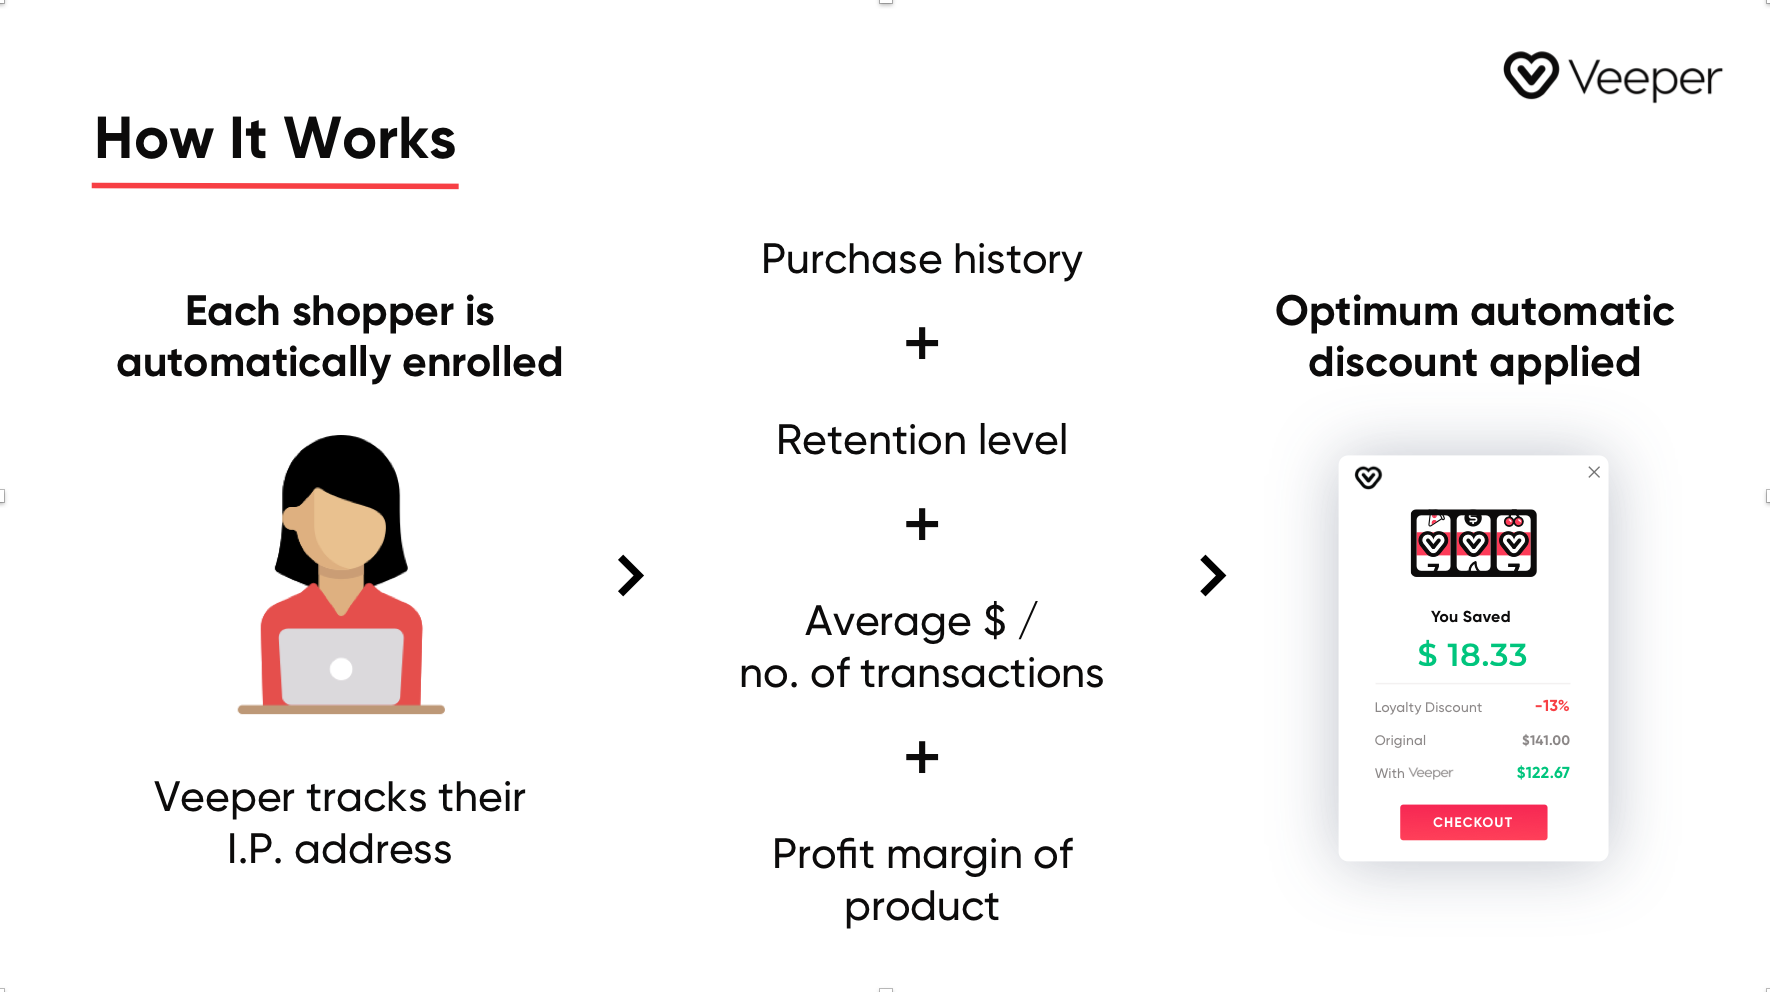 Veeper
How It Works
Each shopper is
automatically enrolled
Veeper tracks their
I.P. address
Purchase history
+
Retention level
+
Average $ /
no. of transactions
+
Profit margin of
product
Optimum automatic
discount applied
You Saved
$ 18.33
Loyalty Discount -13%
Original $141.00
With Veeper $122.67
CHECKOUT